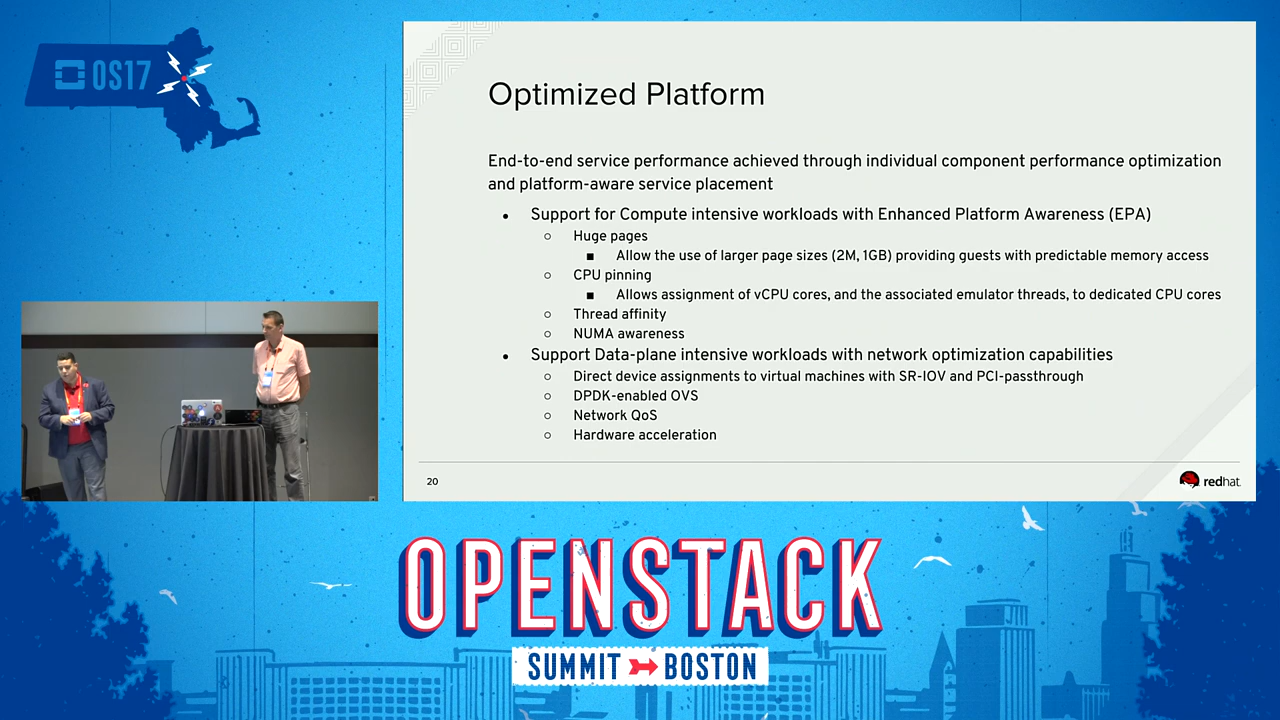 OS17
Optimized Platform
End-to-end service performance achieved through individual component performance optimization
and platform-aware service placement
● Support for Compute intensive workloads with Enhanced Platform Awareness (EPA)
○ Huge pages
■ Allow the use of larger page sizes (2M, 1GB) providing guests with predictable memory access
○ CPU pinning
■ Allows assignment of vCPU cores, and the associated emulator threads, to dedicated CPU cores
○ Thread affinity
○ NUMA awareness
● Support Data-plane intensive workloads with network optimization capabilities
○ Direct device assignments to virtual machines with SR-IOV and PCI-passthrough
○ DPDK-enabled OVS
○ Network QoS
○ Hardware acceleration
20
redhat.
OPENSTACK
SUMMIT BOSTON